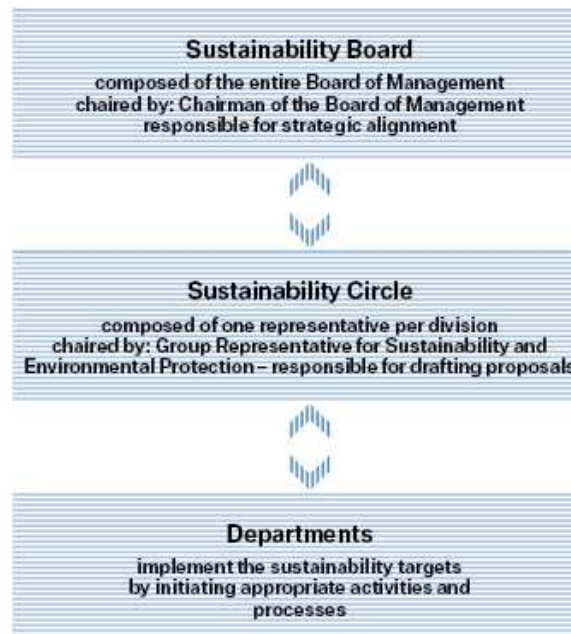 Sustainability Board
composed of the entire Board of Management
chaired by: Chairman of the Board of Management
responsible for strategic alignment
Sustainability Circle
composed of one representative per division
chaired by: Group Representative for Sustainability and
Environmental Protection – responsible for drafting proposals
Departments
implement the sustainability targets
by initiating appropriate activities and
processes